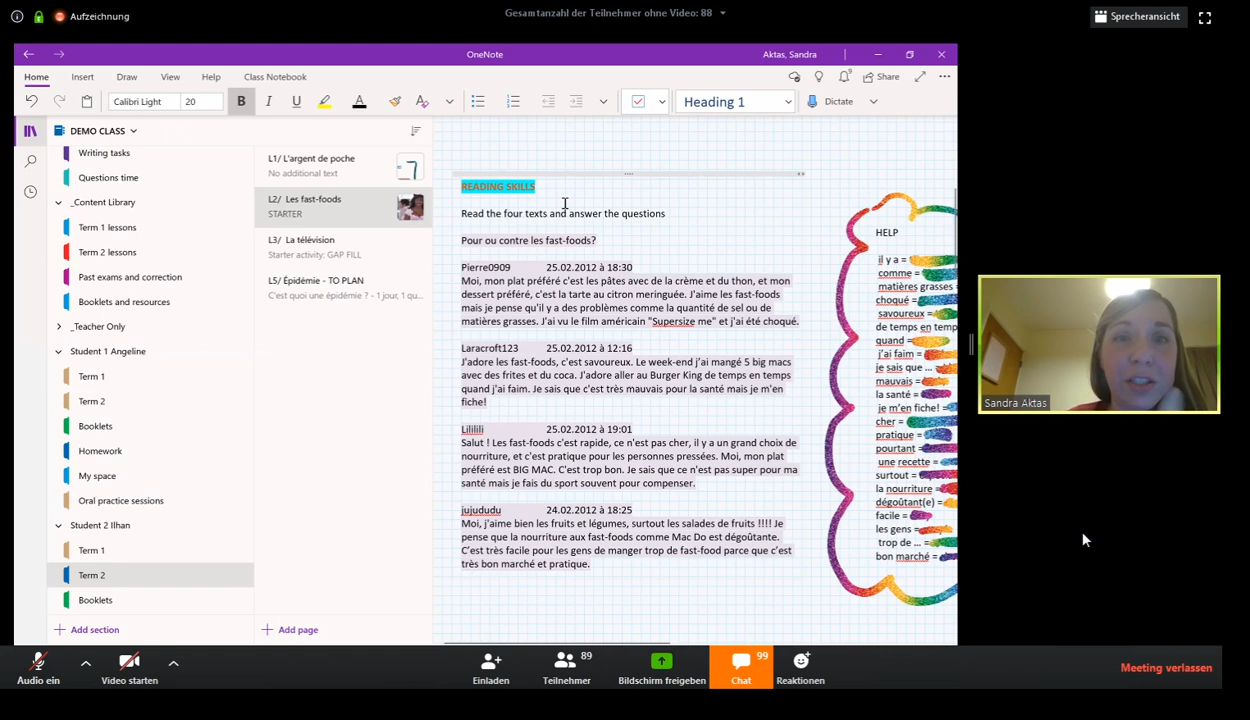 Aufzeichnung
Gesamtanzahl der Teilnehmer ohne Video: 88
Sprecheransicht
OneNote
Aktas, Sandra
Home Insert Draw View Help Class Notebook
Share
Calibri Light 20 B I U A Heading 1 Dictate
DEMO CLASS
Writing tasks
Questions time
_Content Library
Term 1 lessons
Term 2 lessons
Past exams and correction
Booklets and resources
_Teacher Only
Student 1 Angeline
Term 1
Term 2
Booklets
Homework
My space
Oral practice sessions
Student 2 Ilhan
Term 1
Term 2
Booklets
Add section
L1/ L'argent de poche
No additional text
L2/ Les fast-foods
STARTER
L3/ La télévision
Starter activity: GAP FILL
L5/ Épidémie - TO PLAN
C'est quoi une épidémie ? - 1 jour, 1 qu...
Add page
READING SKILLS
Read the four texts and answer the questions
Pour ou contre les fast-foods?
Pierre0909 25.02.2012 à 18:30
Moi, mon plat préféré c'est les pâtes avec de la crème et du thon, et mon
dessert préféré, c'est la tarte au citron meringuée. J'aime les fast-foods
mais je pense qu'il y a des problèmes comme la quantité de sel ou de
matières grasses. J'ai vu le film américain "Supersize me" et j'ai été choqué.
Laracroft123 25.02.2012 à 12:16
J'adore les fast-foods, c'est savoureux. Le week-end j'ai mangé 5 big macs
avec des frites et du coca. J'adore aller au Burger King de temps en temps
quand j'ai faim. Je sais que c'est très mauvais pour la santé mais je m'en
fiche!
Lilililili 25.02.2012 à 19:01
Salut ! Les fast-foods c'est rapide, ce n'est pas cher, il y a un grand choix de
nourriture, et c'est pratique pour les personnes pressées. Moi, mon plat
préféré est BIG MAC. C'est trop bon. Je sais que ce n'est pas super pour ma
santé mais je fais du sport souvent pour compenser.
jujududu 24.02.2012 à 18:25
Moi, j'aime bien les fruits et légumes, surtout les salades de fruits !!!! Je
pense que la nourriture aux fast-foods comme Mac Do est dégoûtante.
C'est très facile pour les gens de manger trop de fast-food parce que c'est
très bon marché et pratique.
HELP
il y a =
comme =
matières grasses =
choqué =
savoureux =
de temps en temp
quand =
j'ai faim =
je sais que ... =
mauvais =
la santé =
je m'en fiche! =
cher =
pratique =
pourtant =
une recette =
surtout =
la nourriture =
dégoûtant(e) =
facile =
les gens =
trop de ... =
bon marché =
Sandra Aktas
Audio ein
Video starten
Einladen
89
Teilnehmer
Bildschirm freigeben
99
Chat
Reaktionen
Meeting verlassen